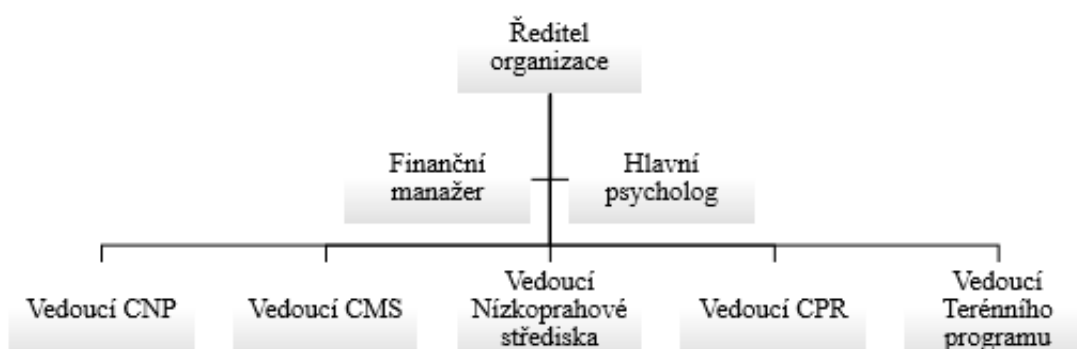 Ředitel
organizace
Finanční
manažer
Hlavní
psycholog
Vedoucí CNP
Vedoucí CMS
Vedoucí
Nízkoprahové
střediska
Vedoucí CPR
Vedoucí
Terénního
programu